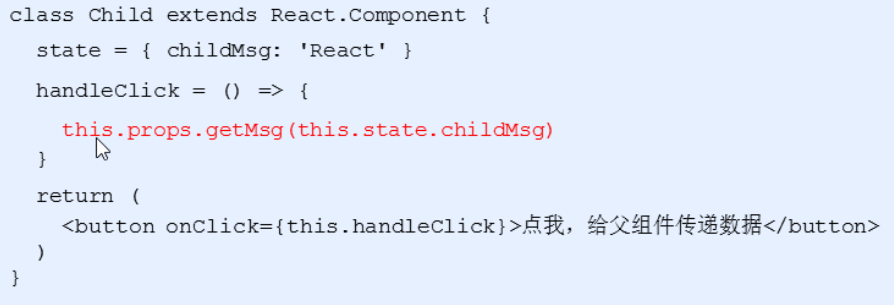 class Child extends React.Component {
state = { childMsg: 'React' }
handleClick = () => {
this.props.getMsg(this.state.childMsg)
}
return (
<button onClick={this.handleClick}>点我，给父组件传递数据</button>
)
}